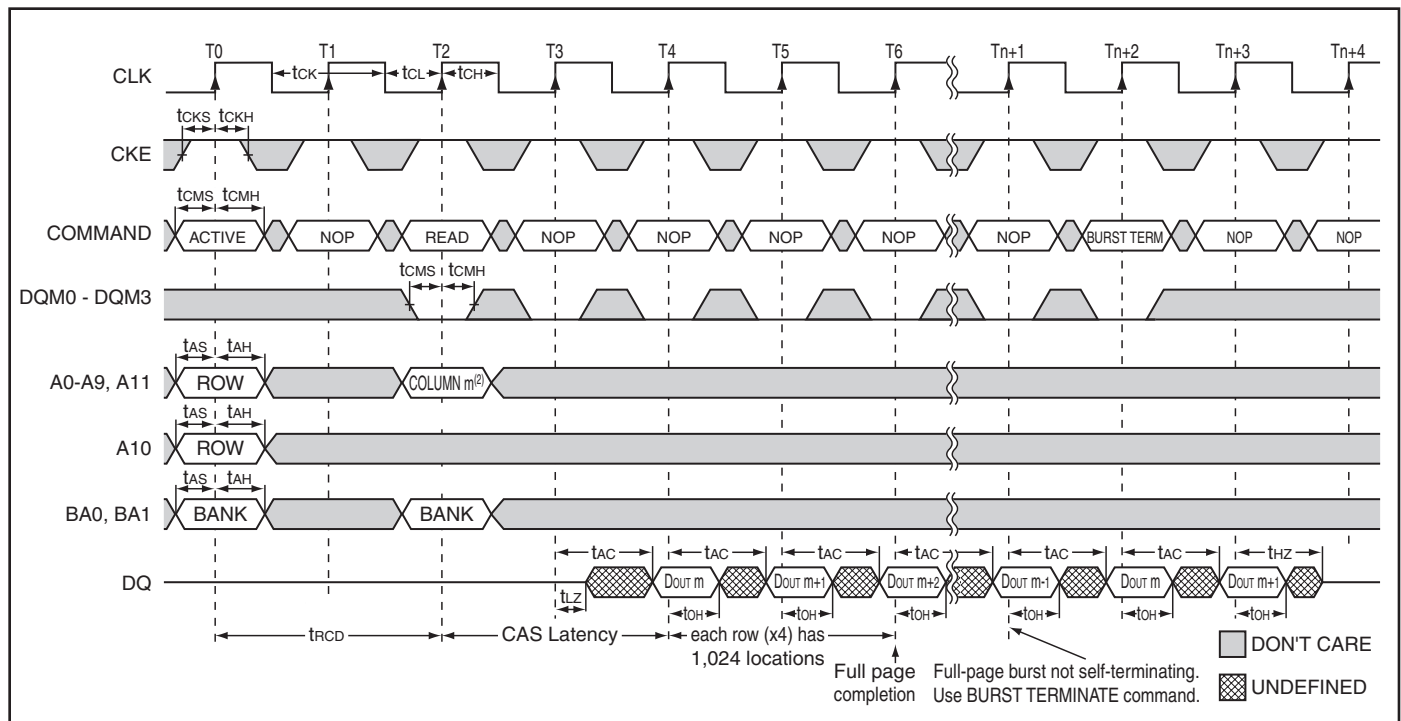 T0 T1 T2 T3 T4 T5 T6 Tn+1 Tn+2 Tn+3 Tn+4
CLK tCK tCL tCH
tCKS tCKH
CKE
tCMS tCMH
COMMAND ACTIVE NOP READ NOP NOP NOP NOP NOP BURST TERM NOP NOP
tCMS tCMH
DQM0 - DQM3
tAS tAH
A0-A9, A11 ROW COLUMN m(2)
tAS tAH
A10 ROW
tAS tAH
BA0, BA1 BANK BANK
tAC tAC tAC tAC tAC tAC tHZ
DQ DOUT m DOUT m+1 DOUT m+2 DOUT m-1 DOUT m DOUT m+1
tLZ tOH tOH tOH tOH tOH tOH
tRCD CAS Latency each row (x4) has
1,024 locations
Full page
completion
Full-page burst not self-terminating.
Use BURST TERMINATE command.
DON'T CARE
UNDEFINED